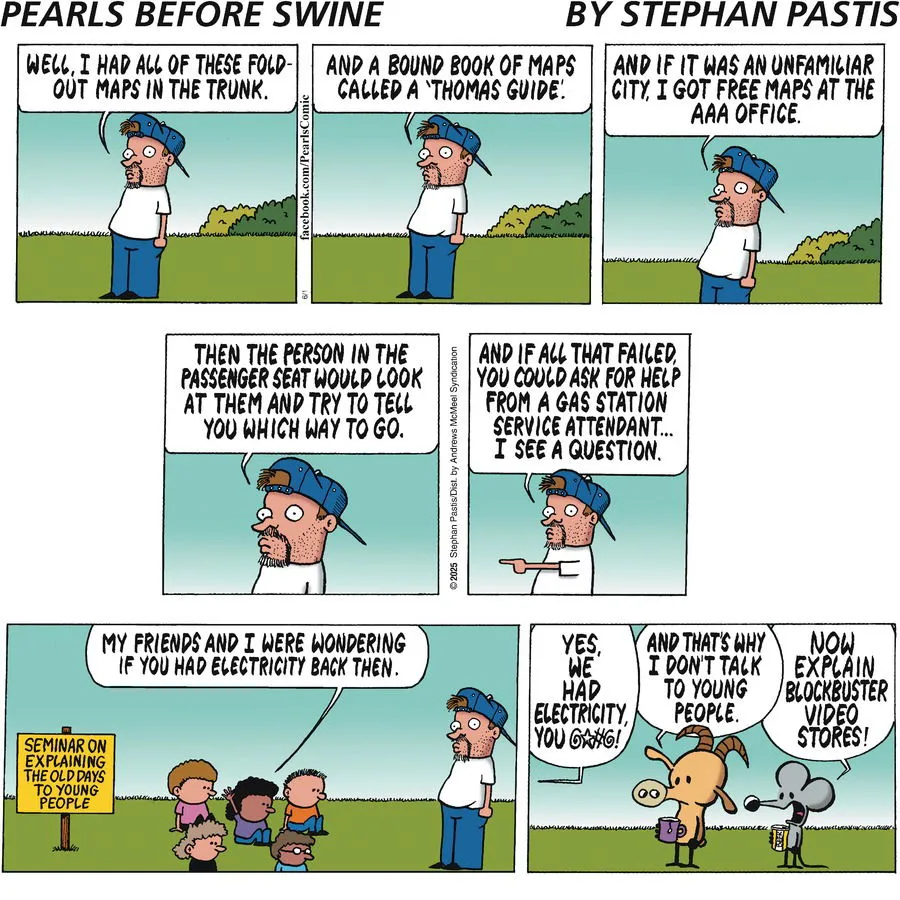 PEARLS BEFORE SWINE
BY STEPHAN PASTIS
WELL, I HAD ALL OF THESE FOLD-
OUT MAPS IN THE TRUNK.
facebook.com/PearlsComic
6/1
AND A BOUND BOOK OF MAPS
CALLED A 'THOMAS GUIDE'.
AND IF IT WAS AN UNFAMILIAR
CITY, I GOT FREE MAPS AT THE
AAA OFFICE.
THEN THE PERSON IN THE
PASSENGER SEAT WOULD LOOK
AT THEM AND TRY TO TELL
YOU WHICH WAY TO GO.
© 2025 Stephan Pastis/Dist. by Andrews McMeel Syndication
AND IF ALL THAT FAILED,
YOU COULD ASK FOR HELP
FROM A GAS STATION
SERVICE ATTENDANT...
I SEE A QUESTION.
MY FRIENDS AND I WERE WONDERING
IF YOU HAD ELECTRICITY BACK THEN.
SEMINAR ON
EXPLAINING
THE OLD DAYS
TO YOUNG
PEOPLE
YES,
WE
HAD
ELECTRICITY,
YOU @*#@!
AND THAT'S WHY
I DON'T TALK
TO YOUNG
PEOPLE.
NOW
EXPLAIN
BLOCKBUSTER
VIDEO
STORES!